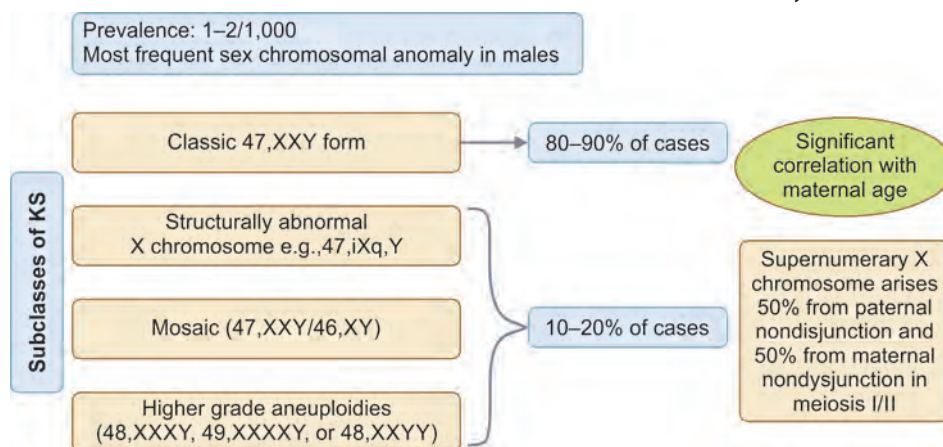 Prevalence: 1–2/1,000
Most frequent sex chromosomal anomaly in males
Subclasses of KS
Classic 47,XXY form
80–90% of cases
Significant
correlation with
maternal age
Structurally abnormal
X chromosome e.g.,47,iXq,Y
Mosaic (47,XXY/46,XY)
Higher grade aneuploidies
(48,XXXY, 49,XXXXY, or 48,XXYY)
10–20% of cases
Supernumerary X
chromosome arises
50% from paternal
nondisjunction and
50% from maternal
nondysjunction in
meiosis I/II